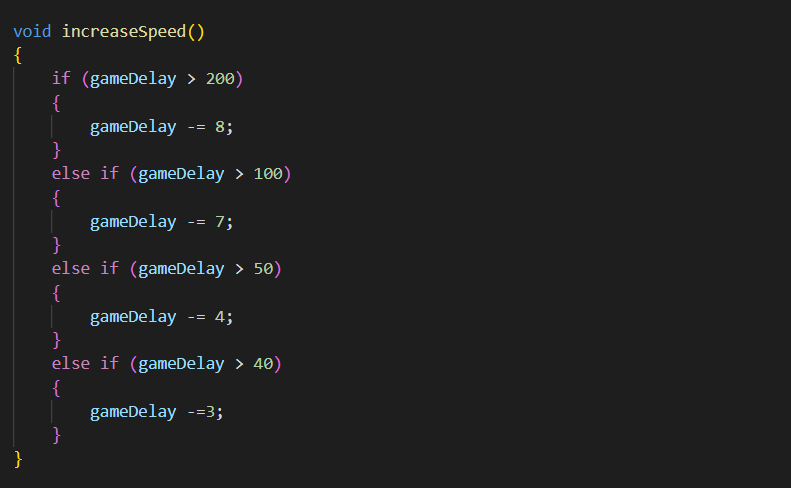 void increaseSpeed()
{
    if (gameDelay > 200)
    {
        gameDelay -= 8;
    }
    else if (gameDelay > 100)
    {
        gameDelay -= 7;
    }
    else if (gameDelay > 50)
    {
        gameDelay -= 4;
    }
    else if (gameDelay > 40)
    {
        gameDelay -=3;
    }
}